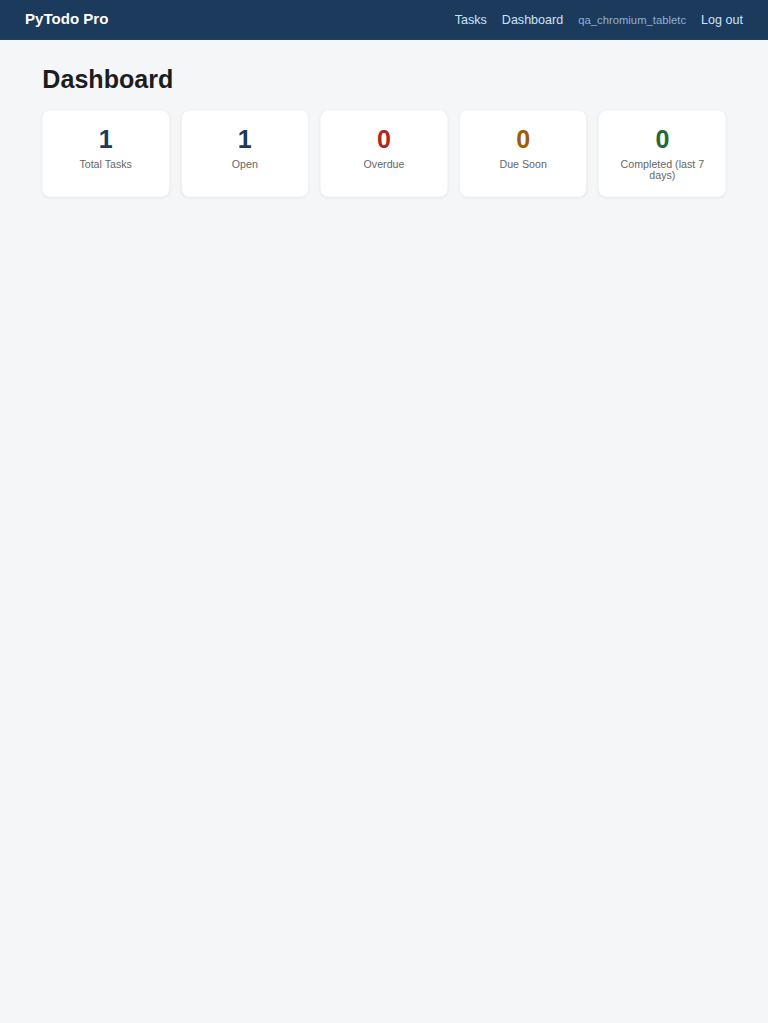 PyTodo Pro
Tasks Dashboard qa_chromium_tabletc Log out
Dashboard
1
Total Tasks
1
Open
0
Overdue
0
Due Soon
0
Completed (last 7
days)